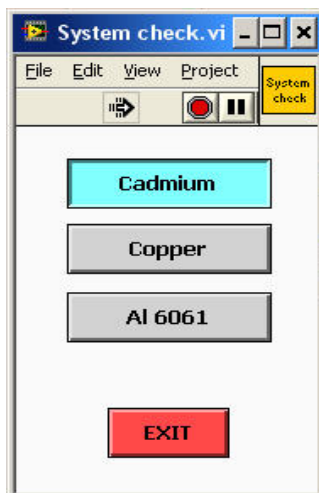 System check.vi
File Edit View Project
System
check
Cadmium
Copper
Al 6061
EXIT